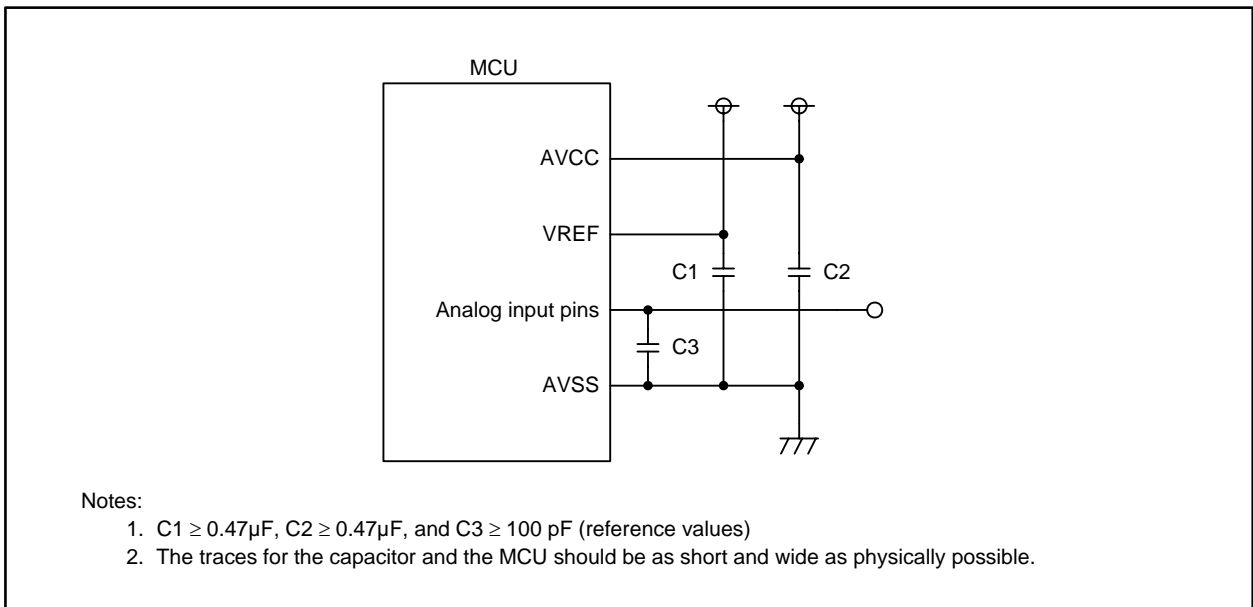 MCU
AVCC
VREF
C1
C2
Analog input pins
C3
AVSS
Notes:
1. C1 ≥ 0.47µF, C2 ≥ 0.47µF, and C3 ≥ 100 pF (reference values)
2. The traces for the capacitor and the MCU should be as short and wide as physically possible.